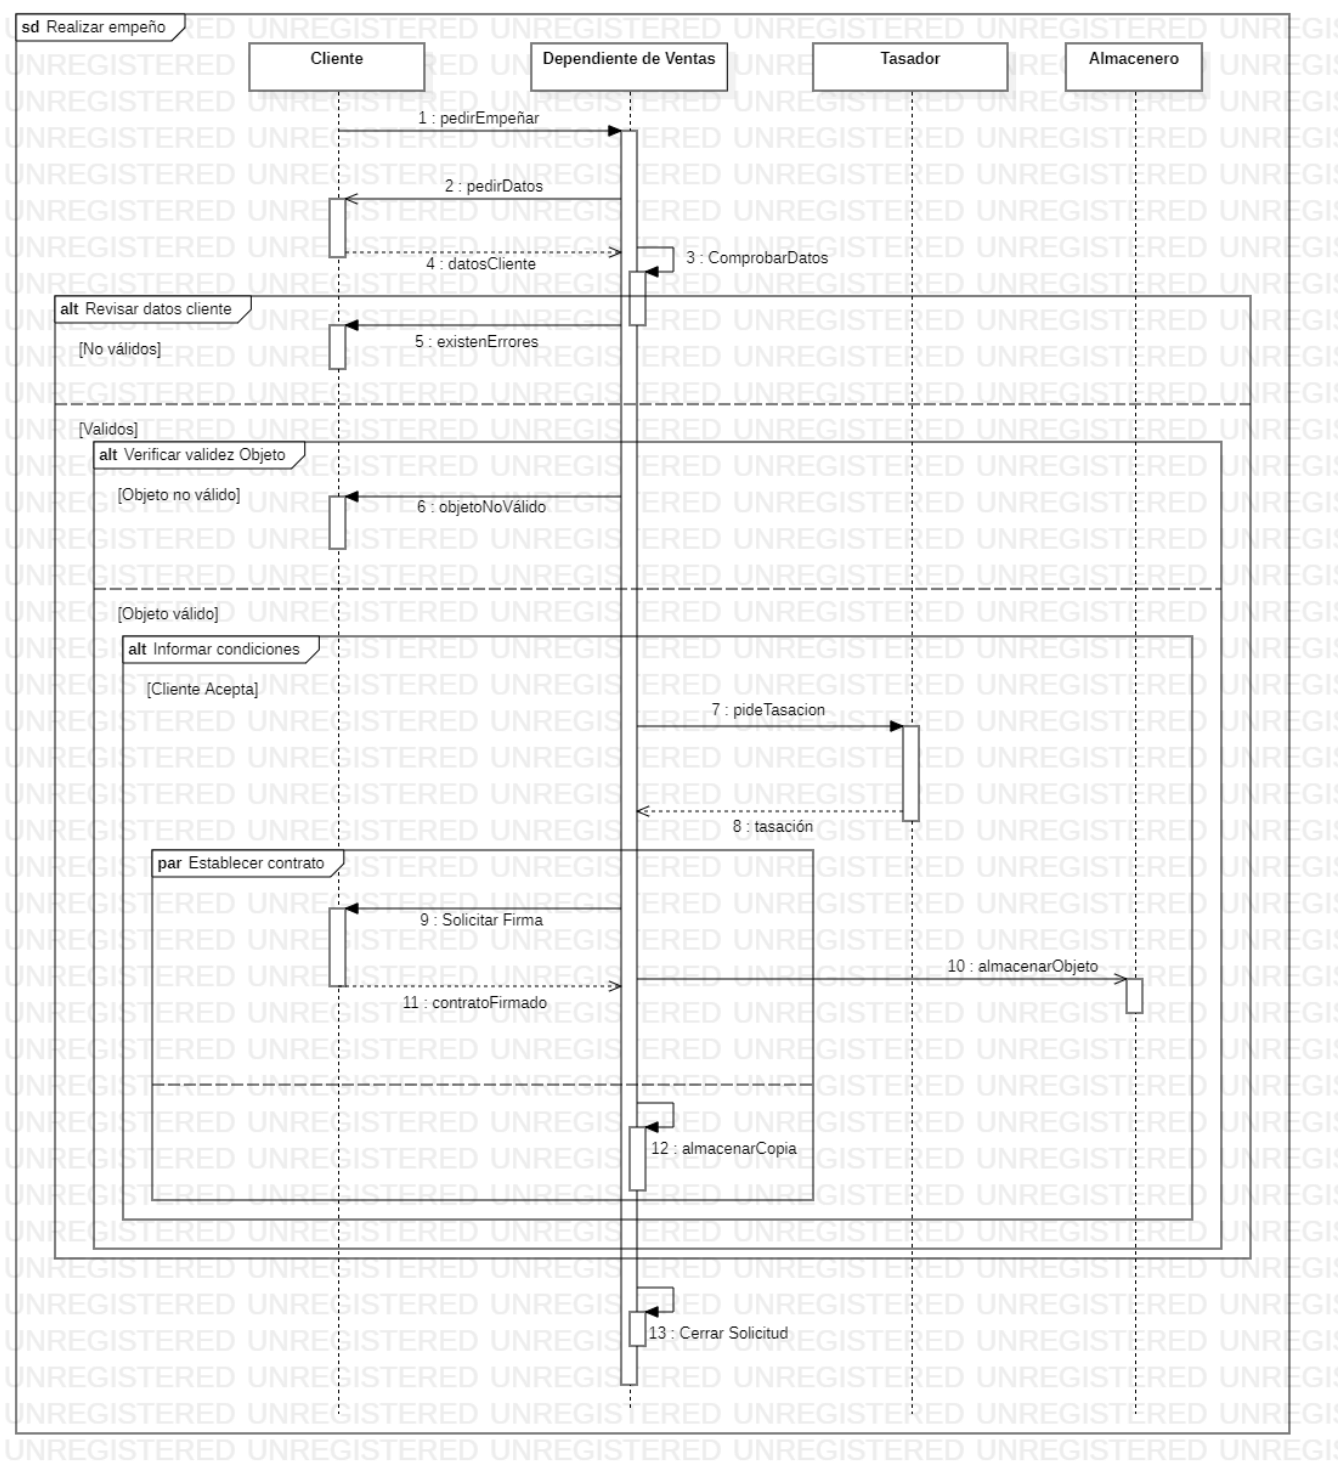 sd Realizar empeño
Cliente
Dependiente de Ventas
Tasador
Almacenero
1 : pedirEmpeñar
2 : pedirDatos
3 : ComprobarDatos
4 : datosCliente
alt Revisar datos cliente
5 : existenErrores
[No válidos]
[Validos]
alt Verificar validez Objeto
[Objeto no válido]
6 : objetoNoVálido
[Objeto válido]
alt Informar condiciones
[Cliente Acepta]
7 : pideTasacion
8 : tasación
par Establecer contrato
9 : Solicitar Firma
10 : almacenarObjeto
11 : contratoFirmado
12 : almacenarCopia
13 : Cerrar Solicitud
UNREGISTERED